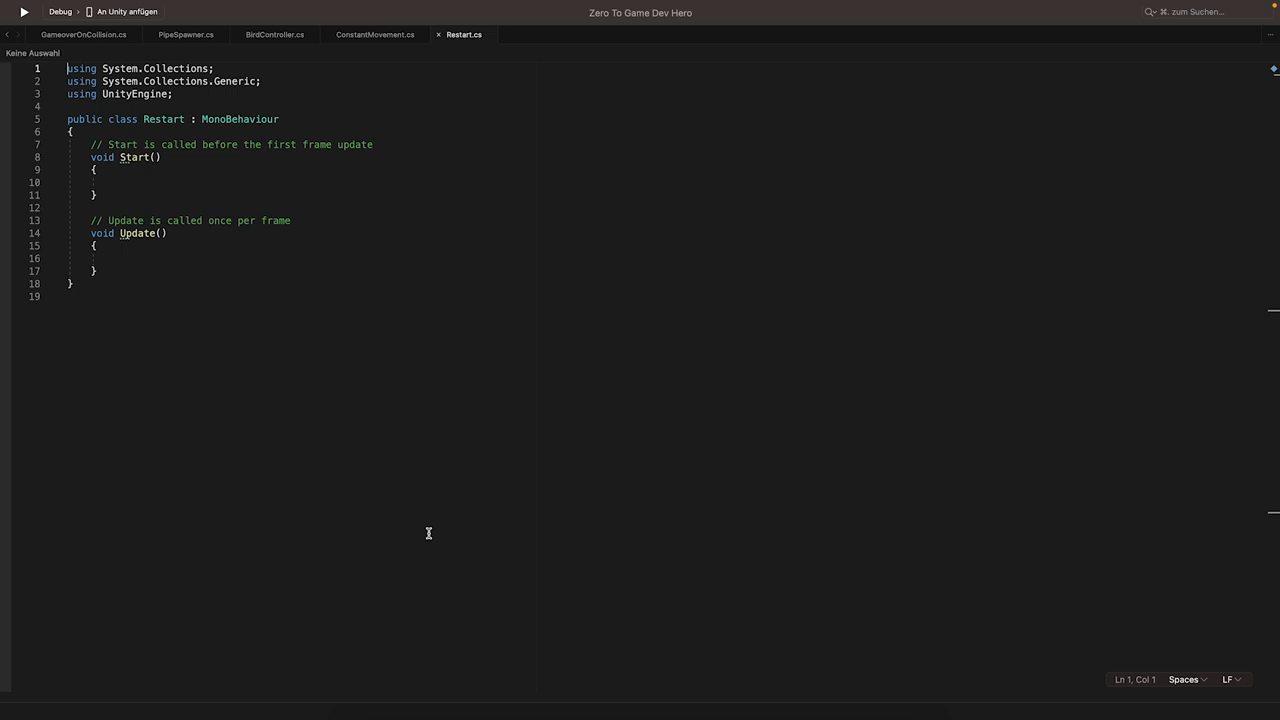 Debug › An Unity anfügen
Zero To Game Dev Hero
⌘. zum Suchen...
GameoverOnCollision.cs PipeSpawner.cs BirdController.cs ConstantMovement.cs × Restart.cs
Keine Auswahl
1 using System.Collections;
2 using System.Collections.Generic;
3 using UnityEngine;
4
5 public class Restart : MonoBehaviour
6 {
7 // Start is called before the first frame update
8 void Start()
9 {
10
11 }
12
13 // Update is called once per frame
14 void Update()
15 {
16
17 }
18 }
19
Ln 1, Col 1 Spaces LF